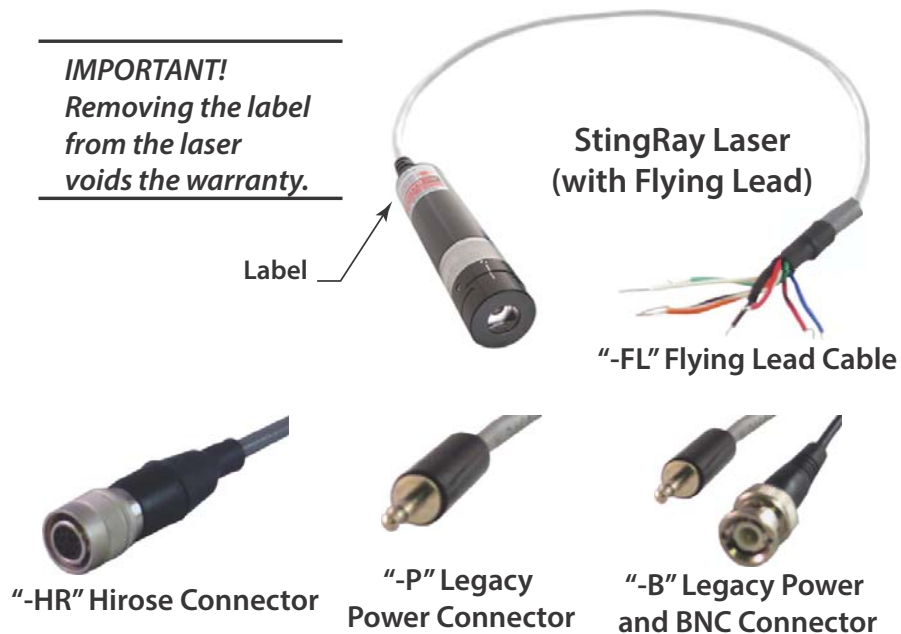 IMPORTANT!
Removing the label
from the laser
voids the warranty.
StingRay Laser
(with Flying Lead)
Label
“-FL” Flying Lead Cable
“-HR” Hirose Connector
“-P” Legacy
Power Connector
“-B” Legacy Power
and BNC Connector